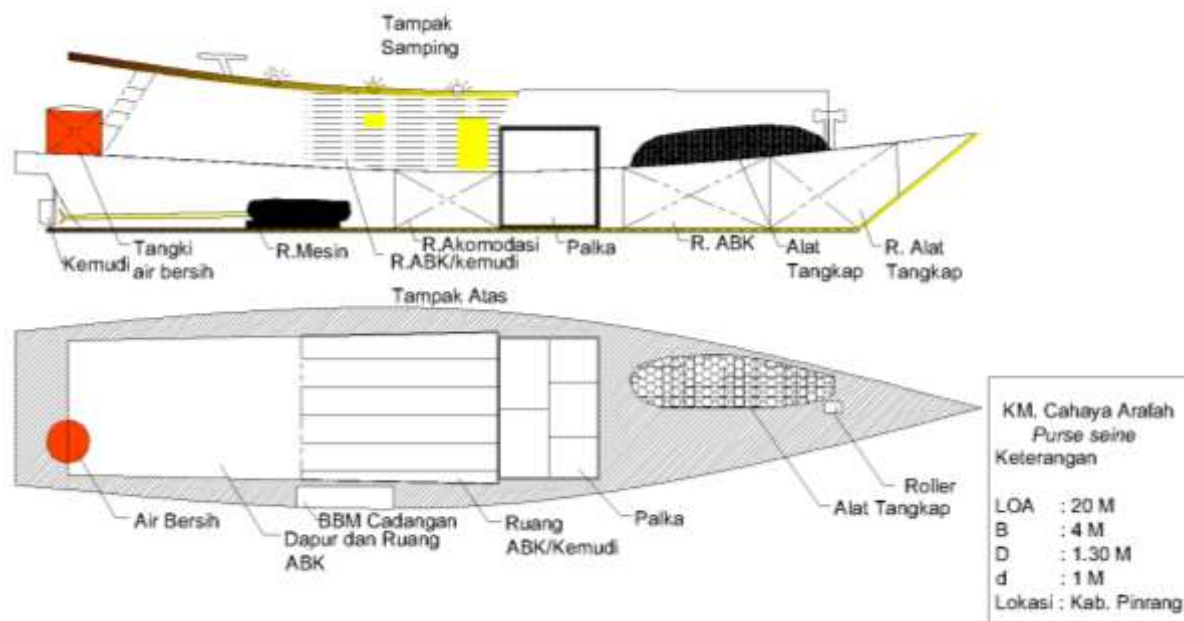 Tampak
Samping
Kemudi
Tangki
air bersih
R.Mesin
R.Akomodasi
R.ABK/kemudi
Palka
R. ABK
Alat
Tangkap
R. Alat
Tangkap
Tampak Atas
Air Bersih
BBM Cadangan
Dapur dan Ruang
ABK
Ruang
ABK/Kemudi
Palka
Alat Tangkap
Roller
KM. Cahaya Arafah
Purse seine
Keterangan
LOA : 20 M
B : 4 M
D : 1.30 M
d : 1 M
Lokasi : Kab. Pinrang